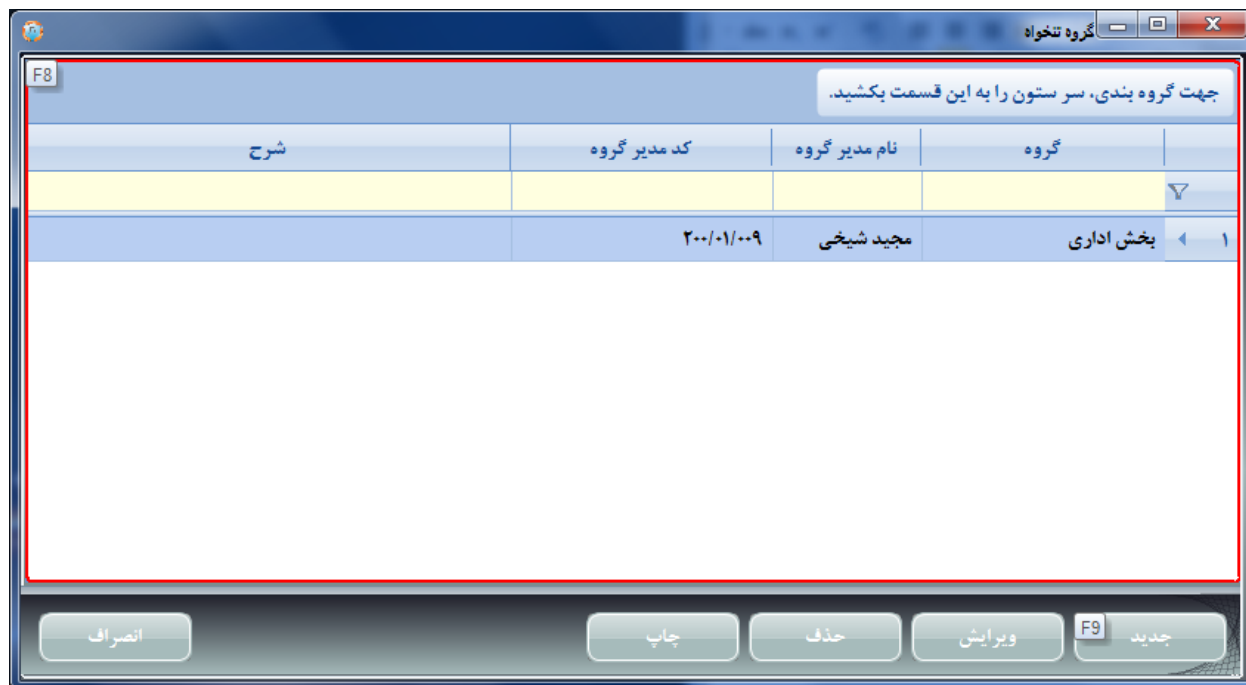 گروه تنخواه
F8
جهت گروه بندی، سر ستون را به این قسمت بکشید.
گروه نام مدیر گروه کد مدیر گروه شرح
۱ بخش اداری مجید شیخی ۲۰۰/۰۱/۰۰۹
جدید F9 ویرایش حذف چاپ انصراف